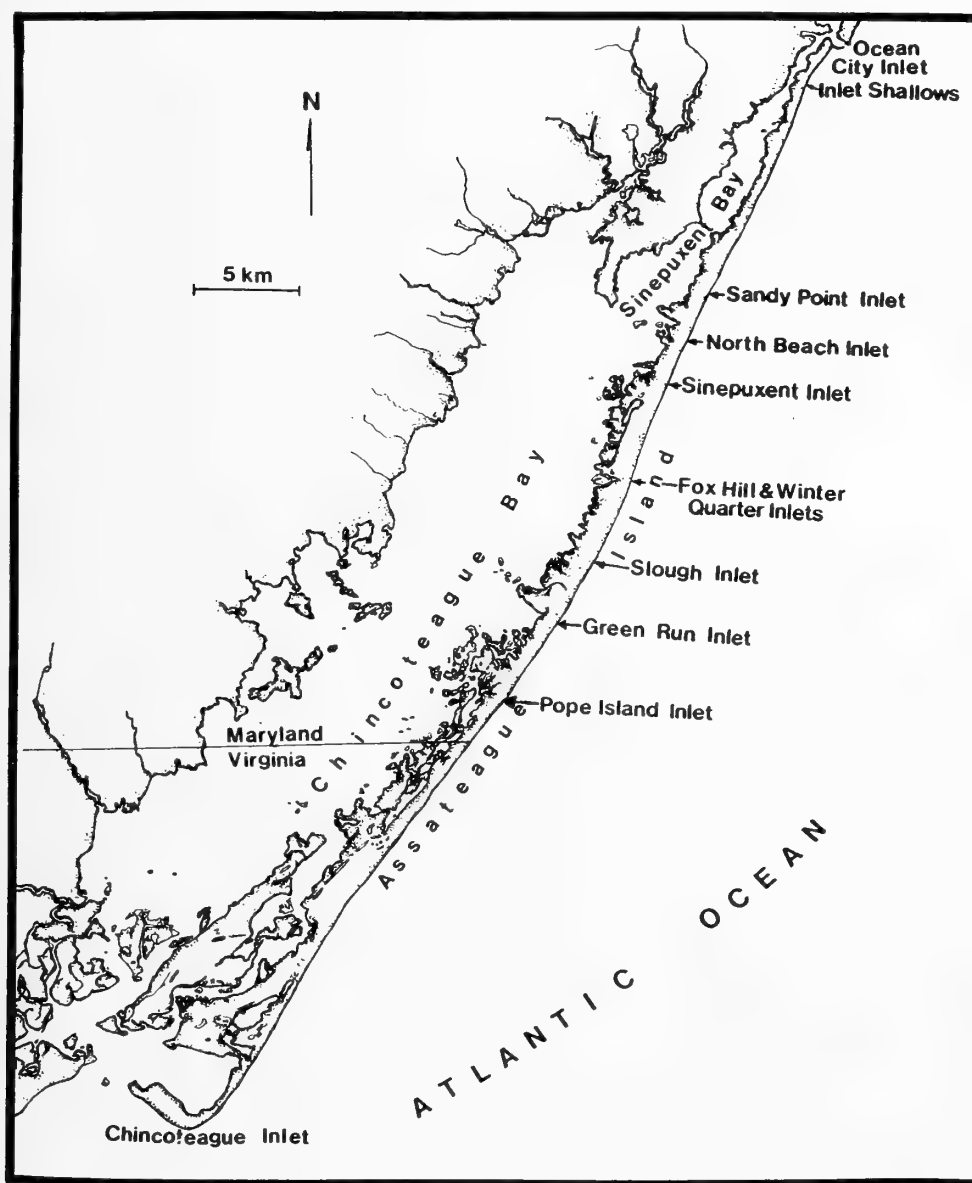 Ocean
City Inlet
Inlet Shallows
N
Sinepuxent Bay
5 km
Sandy Point Inlet
North Beach Inlet
Sinepuxent Inlet
Fox Hill & Winter
Quarter Inlets
Slough Inlet
Green Run Inlet
Pope Island Inlet
Chincoteague Bay
Assateague Island
Maryland
Virginia
ATLANTIC OCEAN
Chincoteague Inlet